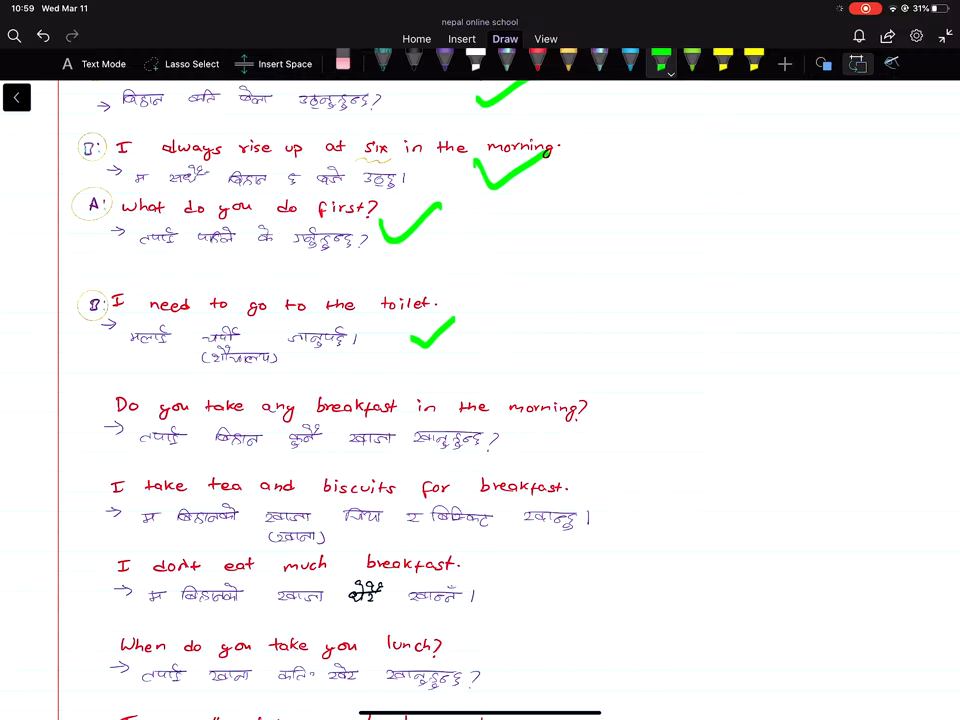 10:59 Wed Mar 11
31%
nepal online school
Home Insert Draw View
Text Mode Lasso Select Insert Space
बिहान कति बेला उठ्नुहुन्छ?
B: I always rise up at six in the morning.
म सधैँ बिहान ६ बजे उठ्छु।
A: What do you do first?
तपाईं पहिले के गर्नुहुन्छ?
B: I need to go to the toilet.
मलाई चर्पी जानुपर्छ।
(शौचालय)
Do you take any breakfast in the morning?
तपाईं बिहान कुनै खाजा खानुहुन्छ?
I take tea and biscuits for breakfast.
म बिहानको खाजा चिया र बिस्किट खान्छु।
(खाना)
I don't eat much breakfast.
म बिहानको खाजा धेरै खान्नँ।
When do you take you lunch?
तपाईं खाना कति खेर खानुहुन्छ?